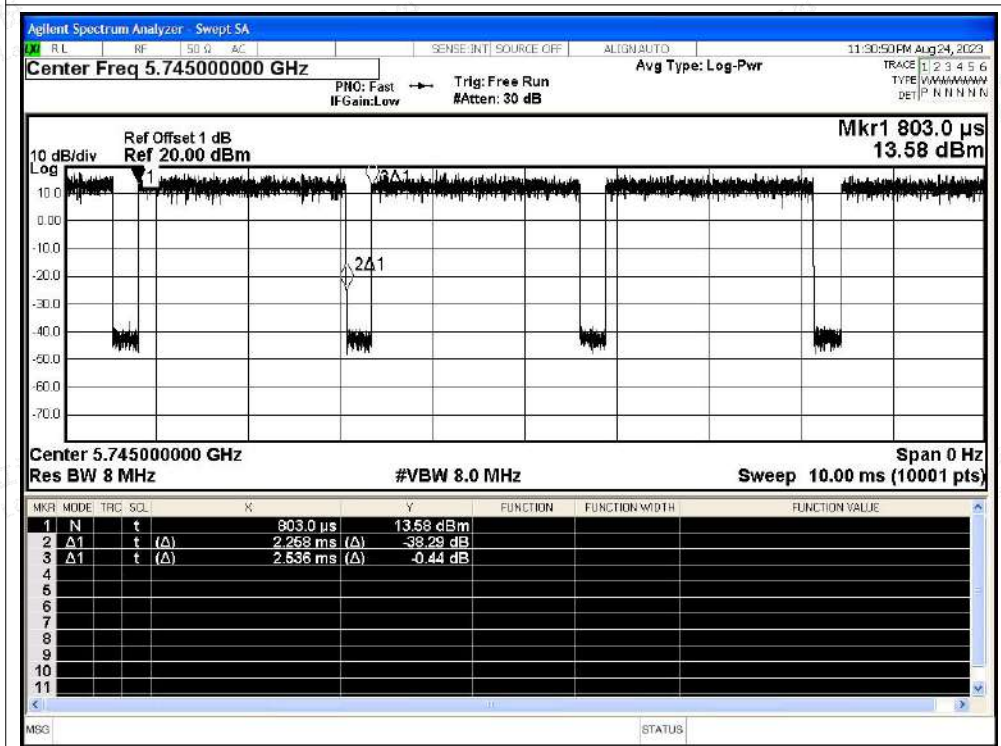 Agilent Spectrum Analyzer - Swept SA
LXI RL RF 50 Ω AC SENSE:INT SOURCE OFF ALIGN AUTO 11:30:50 PM Aug 24, 2023
Center Freq 5.745000000 GHz
PNO: Fast
IFGain:Low
Trig: Free Run
#Atten: 30 dB
Avg Type: Log-Pwr
TRACE 1 2 3 4 5 6
TYPE WWWWWWW
DET P N N N N N
Mkr1 803.0 µs
13.58 dBm
Ref Offset 1 dB
10 dB/div Ref 20.00 dBm
Log
1
3Δ1
2Δ1
10.0
0.00
-10.0
-20.0
-30.0
-40.0
-50.0
-60.0
-70.0
Center 5.745000000 GHz Span 0 Hz
Res BW 8 MHz #VBW 8.0 MHz Sweep 10.00 ms (10001 pts)
MKR MODE TRC SCL X Y FUNCTION FUNCTION WIDTH FUNCTION VALUE
1 N t 803.0 µs 13.58 dBm
2 Δ1 t (Δ) 2.258 ms (Δ) -38.29 dB
3 Δ1 t (Δ) 2.536 ms (Δ) -0.44 dB
4
5
6
7
8
9
10
11
MSG STATUS